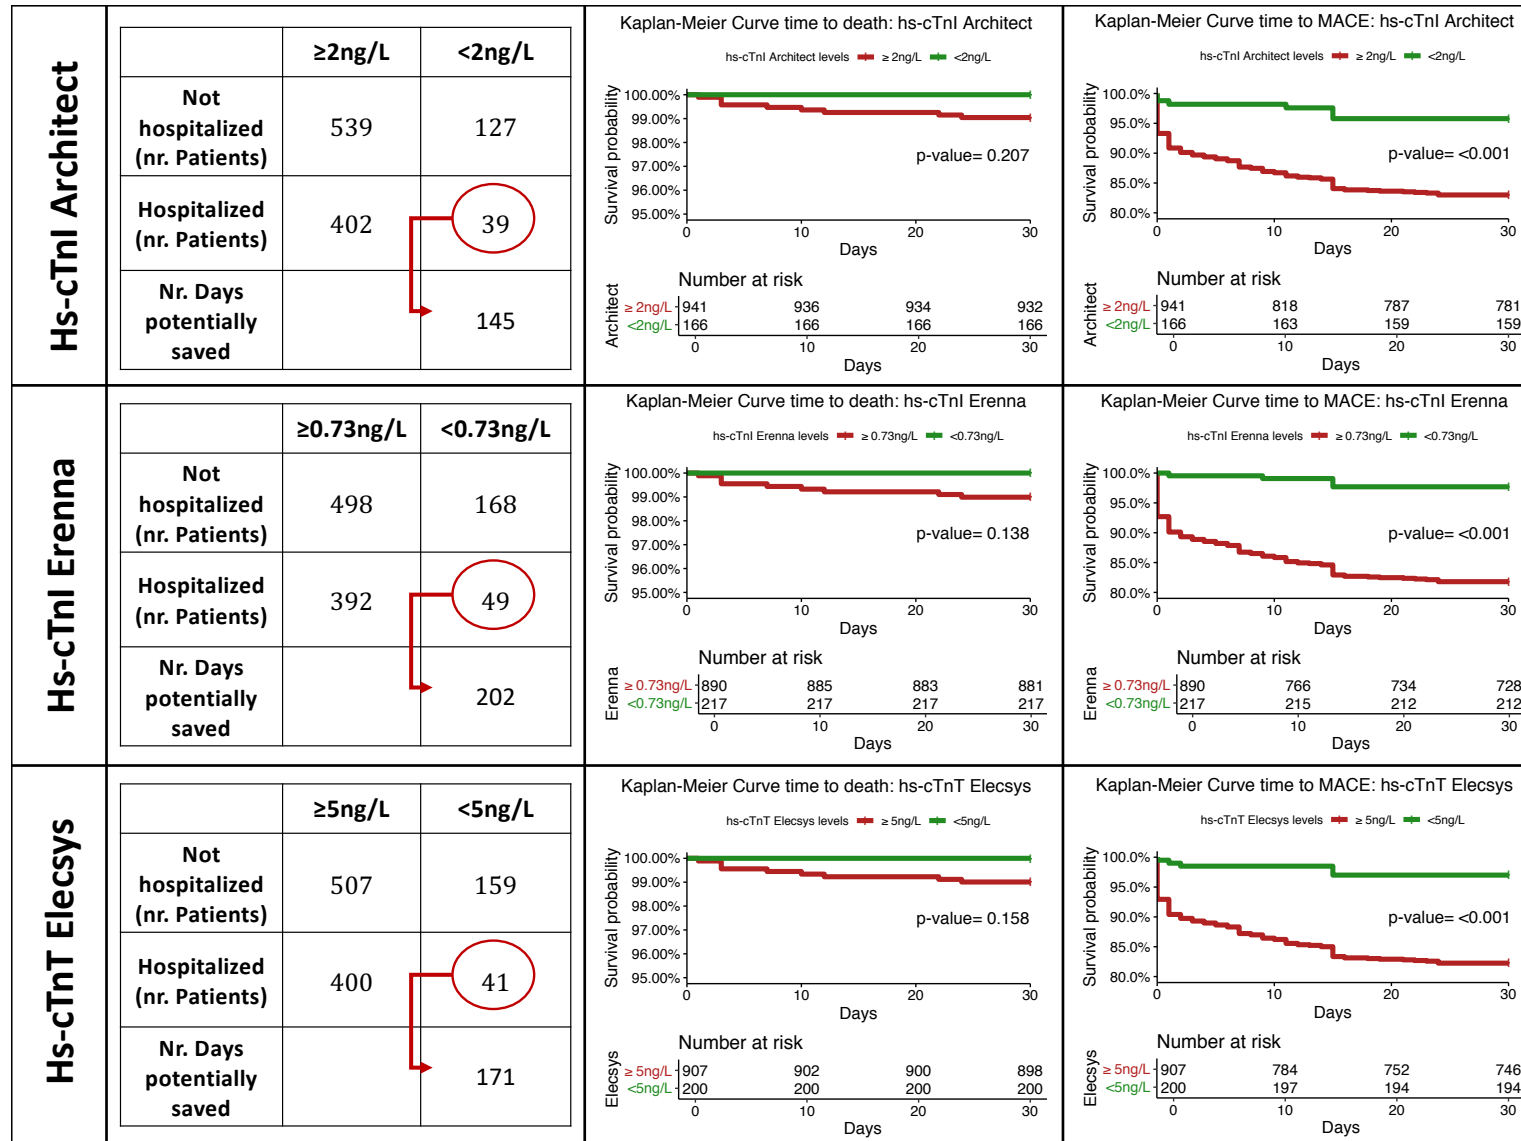 Hs-cTnI Architect
≥2ng/L <2ng/L
Not
hospitalized
(nr. Patients)
539 127
Hospitalized
(nr. Patients)
402 39
Nr. Days
potentially
saved
145
Kaplan-Meier Curve time to death: hs-cTnI Architect
hs-cTnI Architect levels ≥ 2ng/L <2ng/L
Survival probability
100.00%
99.00%
98.00%
97.00%
96.00%
95.00%
p-value= 0.207
0 10 20 30
Days
Number at risk
Architect
≥ 2ng/L 941 936 934 932
<2ng/L 166 166 166 166
0 10 20 30
Days
Kaplan-Meier Curve time to MACE: hs-cTnI Architect
hs-cTnI Architect levels ≥ 2ng/L <2ng/L
Survival probability
100.0%
95.0%
90.0%
85.0%
80.0%
p-value= <0.001
0 10 20 30
Days
Number at risk
Architect
≥ 2ng/L 941 818 787 781
<2ng/L 166 163 159 159
0 10 20 30
Days
Hs-cTnI Erenna
≥0.73ng/L <0.73ng/L
Not
hospitalized
(nr. Patients)
498 168
Hospitalized
(nr. Patients)
392 49
Nr. Days
potentially
saved
202
Kaplan-Meier Curve time to death: hs-cTnI Erenna
hs-cTnI Erenna levels ≥ 0.73ng/L <0.73ng/L
Survival probability
100.00%
99.00%
98.00%
97.00%
96.00%
95.00%
p-value= 0.138
0 10 20 30
Days
Number at risk
Erenna
≥ 0.73ng/L 890 885 883 881
<0.73ng/L 217 217 217 217
0 10 20 30
Days
Kaplan-Meier Curve time to MACE: hs-cTnI Erenna
hs-cTnI Erenna levels ≥ 0.73ng/L <0.73ng/L
Survival probability
100.0%
95.0%
90.0%
85.0%
80.0%
p-value= <0.001
0 10 20 30
Days
Number at risk
Erenna
≥ 0.73ng/L 890 766 734 728
<0.73ng/L 217 215 212 212
0 10 20 30
Days
Hs-cTnT Elecsys
≥5ng/L <5ng/L
Not
hospitalized
(nr. Patients)
507 159
Hospitalized
(nr. Patients)
400 41
Nr. Days
potentially
saved
171
Kaplan-Meier Curve time to death: hs-cTnT Elecsys
hs-cTnT Elecsys levels ≥ 5ng/L <5ng/L
Survival probability
100.00%
99.00%
98.00%
97.00%
96.00%
95.00%
p-value= 0.158
0 10 20 30
Days
Number at risk
Elecsys
≥ 5ng/L 907 902 900 898
<5ng/L 200 200 200 200
0 10 20 30
Days
Kaplan-Meier Curve time to MACE: hs-cTnT Elecsys
hs-cTnT Elecsys levels ≥ 5ng/L <5ng/L
Survival probability
100.0%
95.0%
90.0%
85.0%
80.0%
p-value= <0.001
0 10 20 30
Days
Number at risk
Elecsys
≥ 5ng/L 907 784 752 746
<5ng/L 200 197 194 194
0 10 20 30
Days